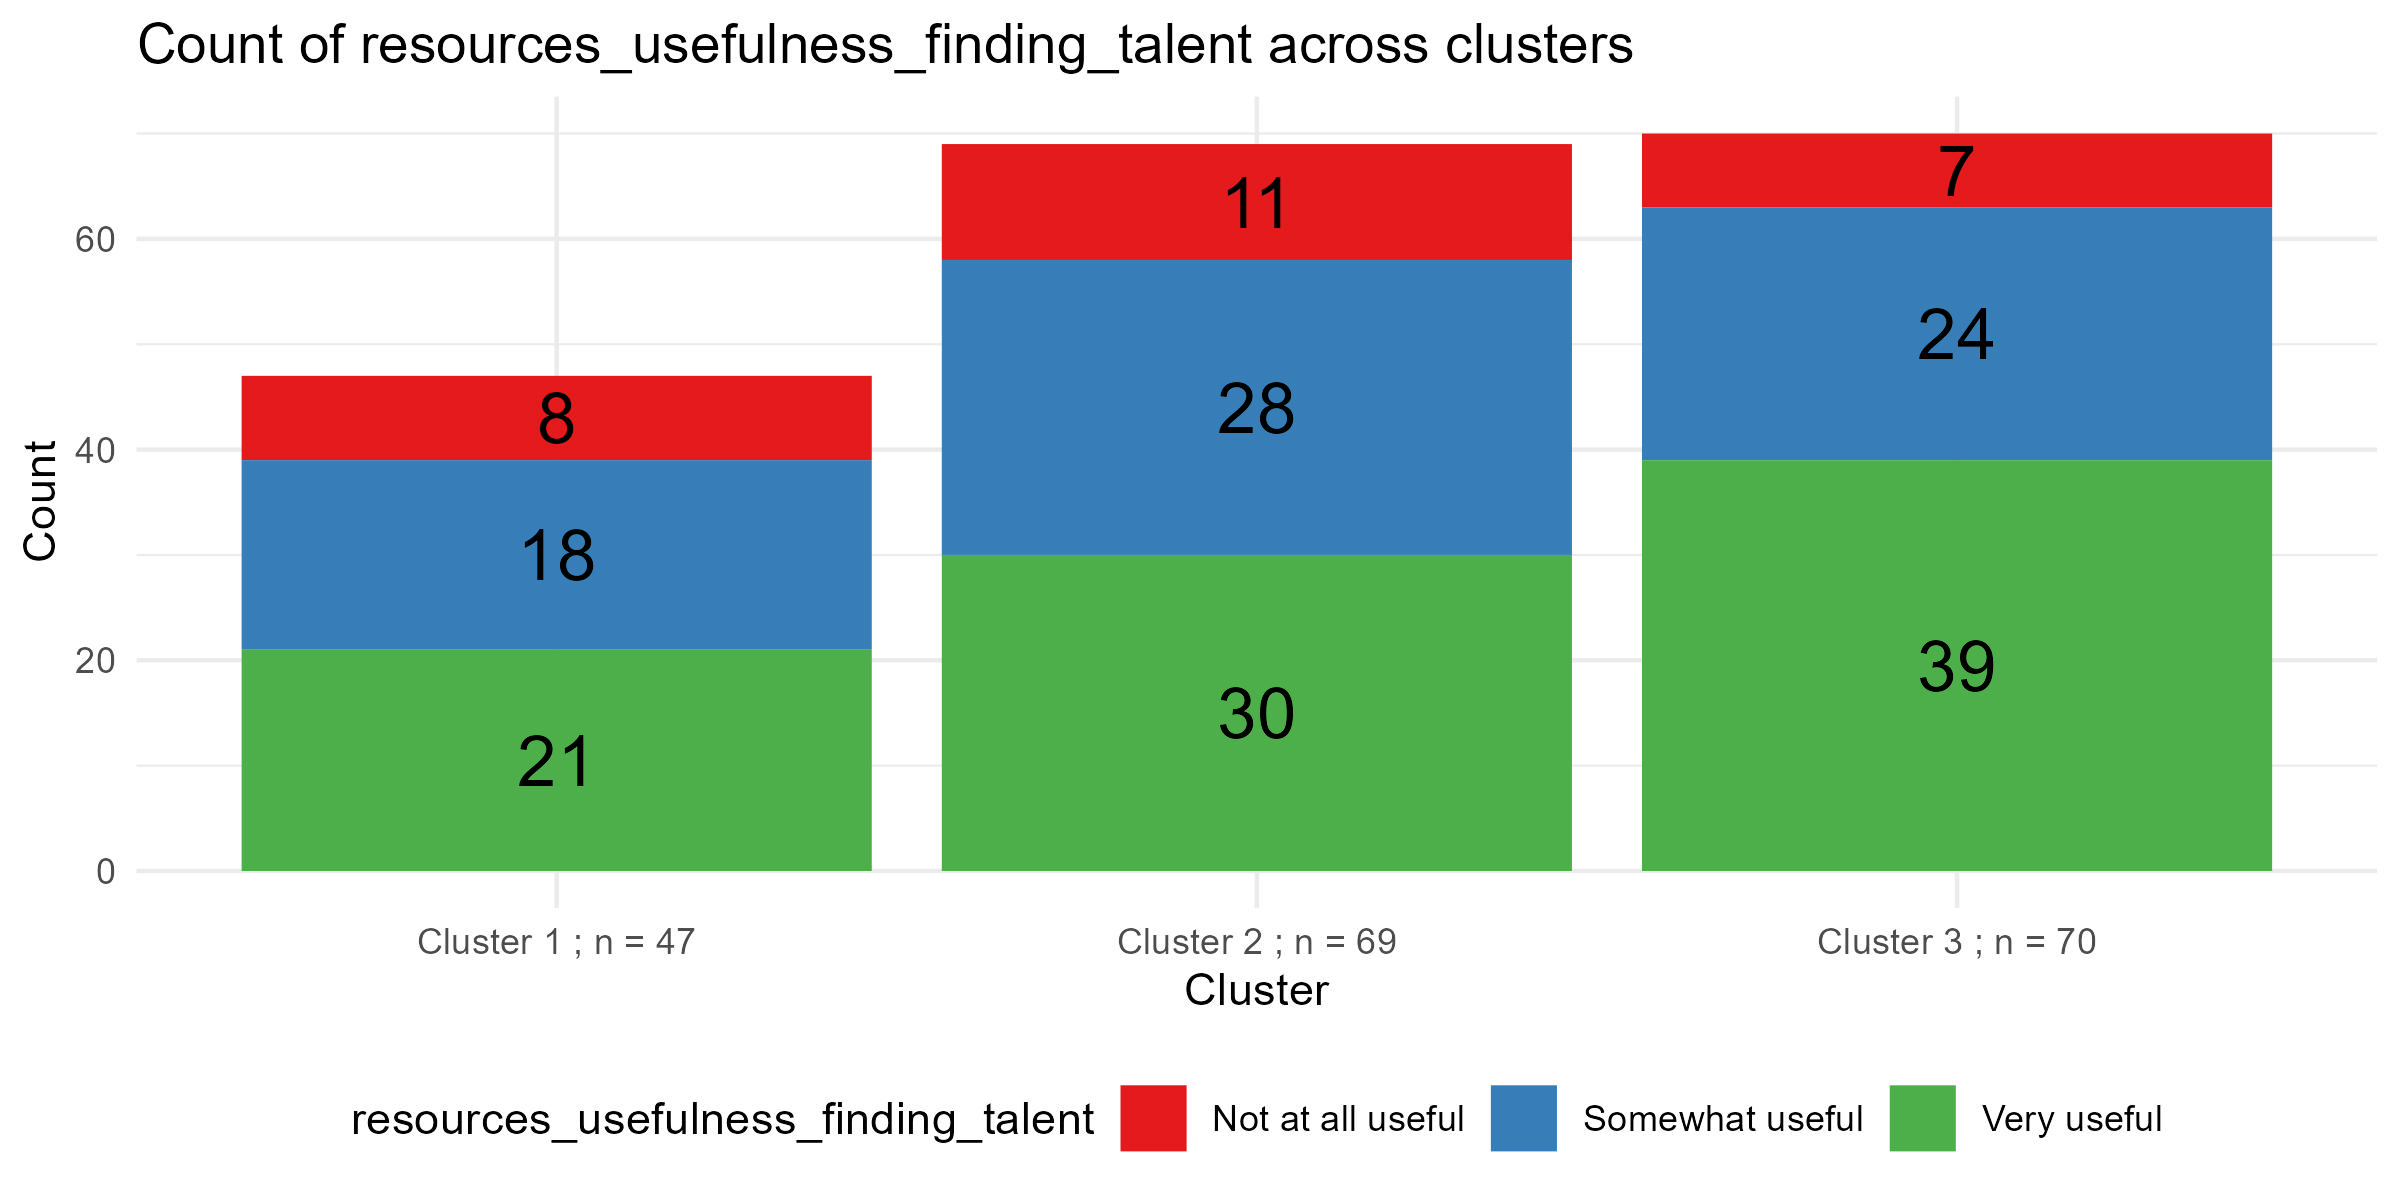 Count of resources_usefulness_finding_talent across clusters
Count
60
40
20
0
8
18
21
11
28
30
7
24
39
Cluster 1 ; n = 47
Cluster 2 ; n = 69
Cluster 3 ; n = 70
Cluster
resources_usefulness_finding_talent
Not at all useful
Somewhat useful
Very useful